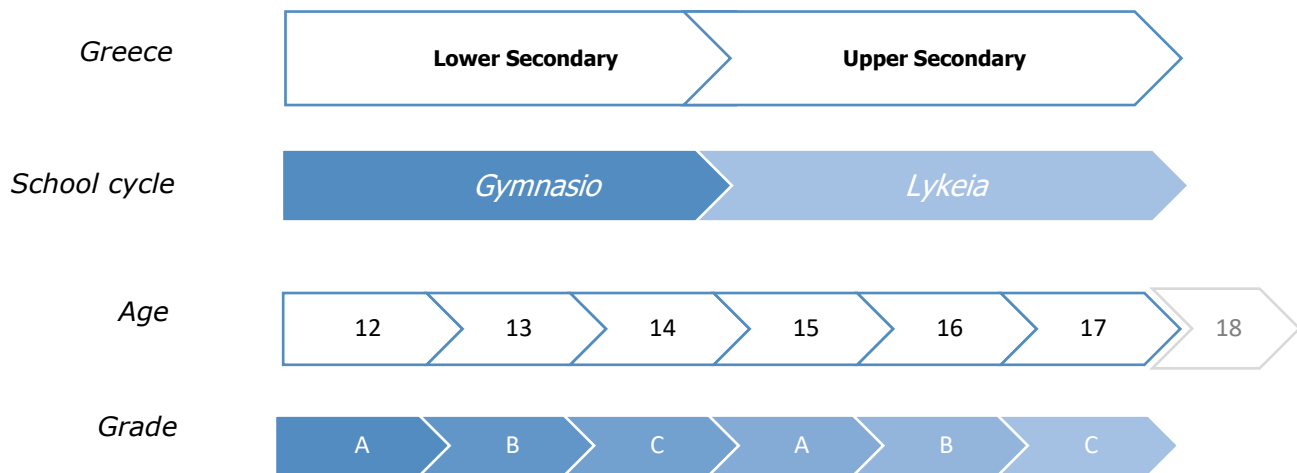 Greece Lower Secondary Upper Secondary
School cycle Gymnasio Lykeia
Age 12 13 14 15 16 17 18
Grade A B C A B C